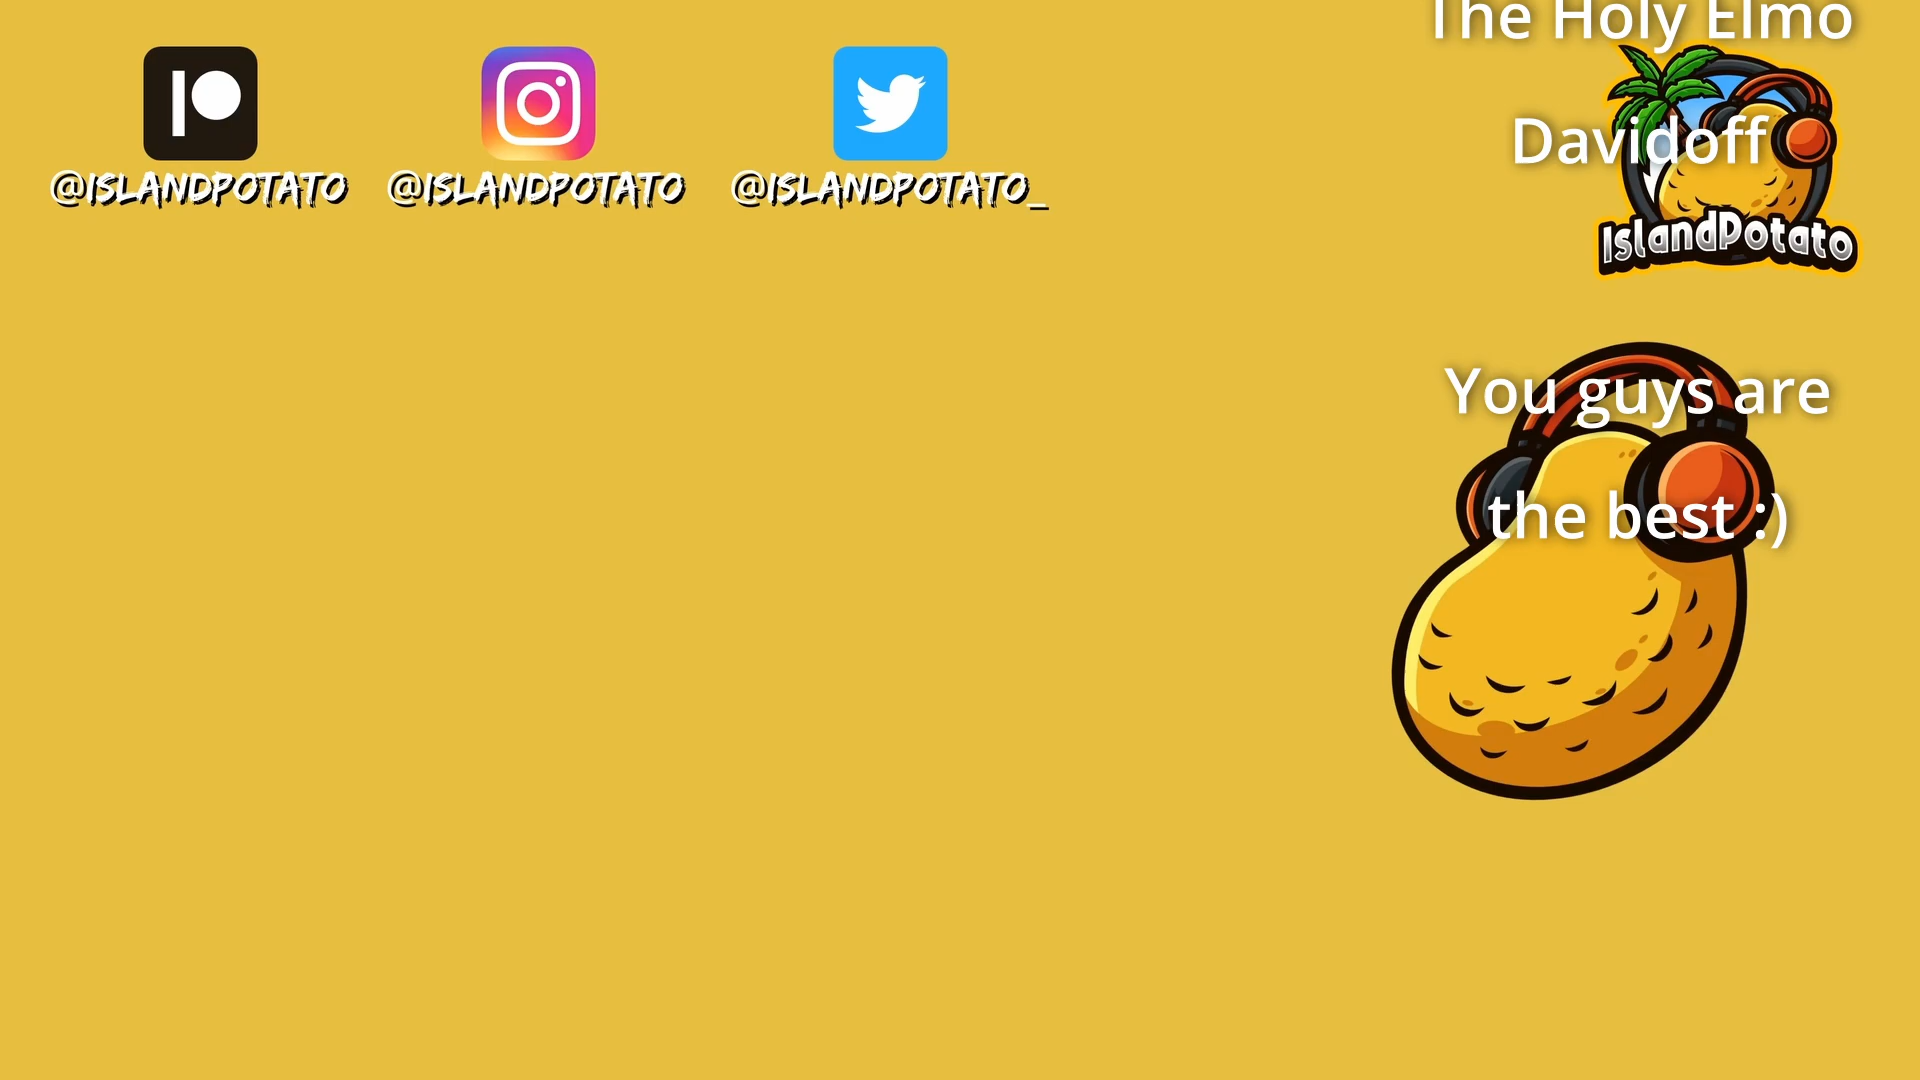 @ISLANDPOTATO
@ISLANDPOTATO
@ISLANDPOTATO_
The Holy Elmo
Davidoff
IslandPotato
You guys are
the best :)